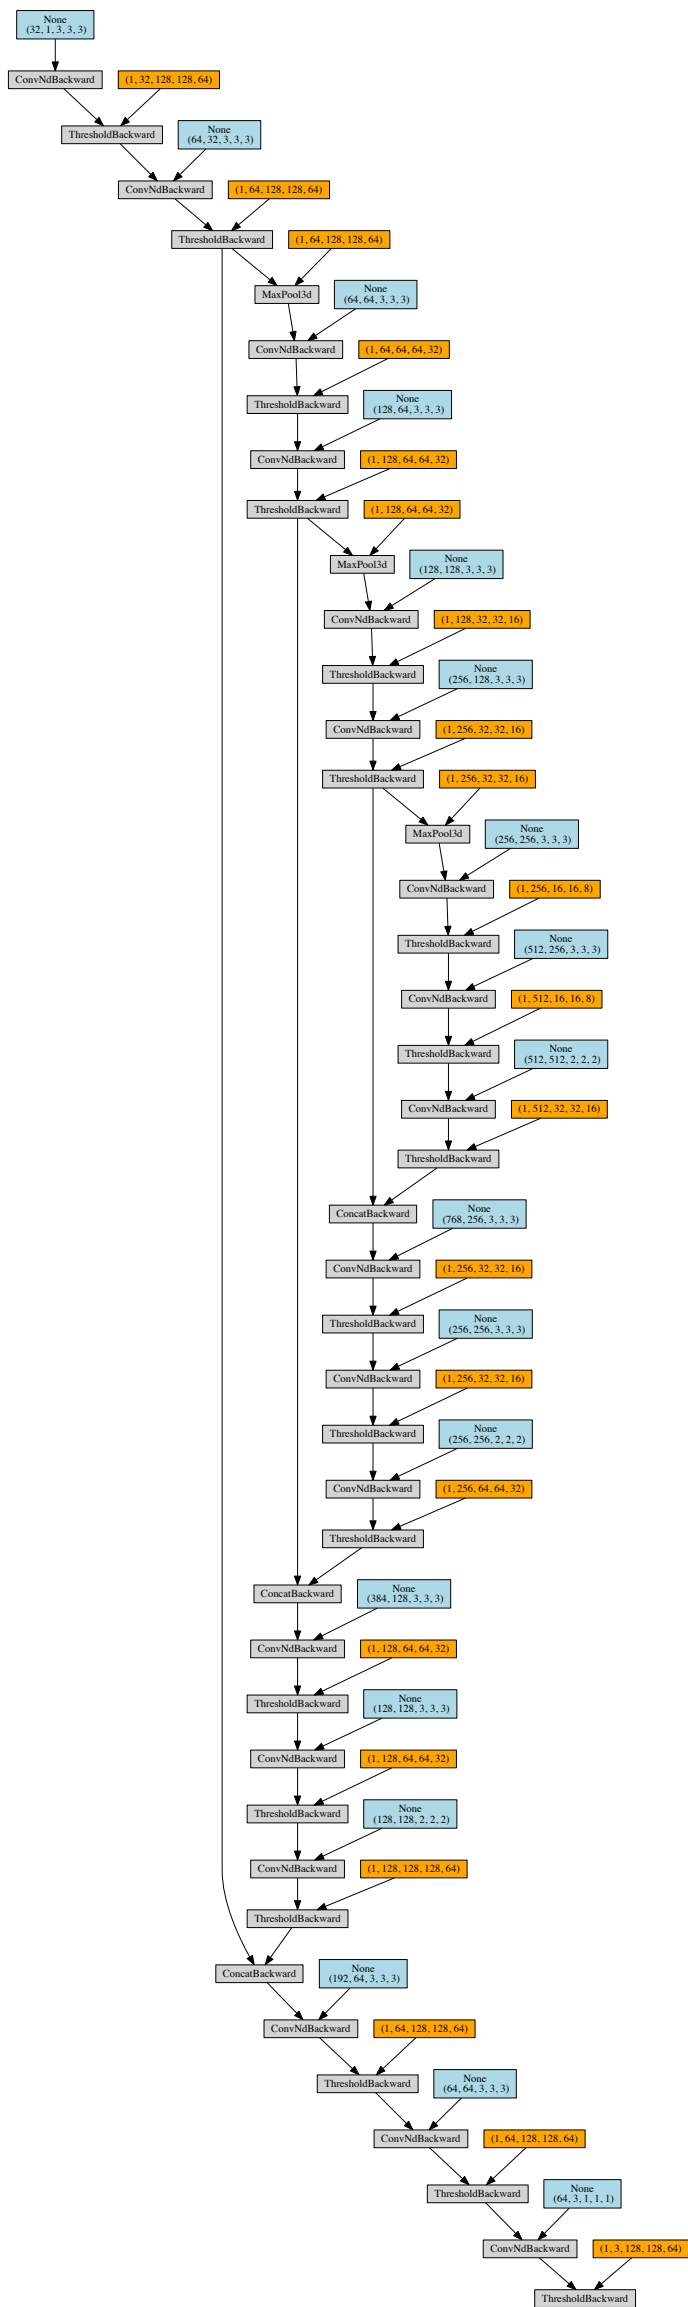 None
(32, 1, 3, 3, 3)
ConvNdBackward
(1, 32, 128, 128, 64)
ThresholdBackward
None
(64, 32, 3, 3, 3)
ConvNdBackward
(1, 64, 128, 128, 64)
ThresholdBackward
(1, 64, 128, 128, 64)
MaxPool3d
None
(64, 64, 3, 3, 3)
ConvNdBackward
(1, 64, 64, 64, 32)
ThresholdBackward
None
(128, 64, 3, 3, 3)
ConvNdBackward
(1, 128, 64, 64, 32)
ThresholdBackward
(1, 128, 64, 64, 32)
MaxPool3d
None
(128, 128, 3, 3, 3)
ConvNdBackward
(1, 128, 32, 32, 16)
ThresholdBackward
None
(256, 128, 3, 3, 3)
ConvNdBackward
(1, 256, 32, 32, 16)
ThresholdBackward
(1, 256, 32, 32, 16)
MaxPool3d
None
(256, 256, 3, 3, 3)
ConvNdBackward
(1, 256, 16, 16, 8)
ThresholdBackward
None
(512, 256, 3, 3, 3)
ConvNdBackward
(1, 512, 16, 16, 8)
ThresholdBackward
None
(512, 512, 2, 2, 2)
ConvNdBackward
(1, 512, 32, 32, 16)
ThresholdBackward
ConcatBackward
None
(768, 256, 3, 3, 3)
ConvNdBackward
(1, 256, 32, 32, 16)
ThresholdBackward
None
(256, 256, 3, 3, 3)
ConvNdBackward
(1, 256, 32, 32, 16)
ThresholdBackward
None
(256, 256, 2, 2, 2)
ConvNdBackward
(1, 256, 64, 64, 32)
ThresholdBackward
ConcatBackward
None
(384, 128, 3, 3, 3)
ConvNdBackward
(1, 128, 64, 64, 32)
ThresholdBackward
None
(128, 128, 3, 3, 3)
ConvNdBackward
(1, 128, 64, 64, 32)
ThresholdBackward
None
(128, 128, 2, 2, 2)
ConvNdBackward
(1, 128, 128, 128, 64)
ThresholdBackward
ConcatBackward
None
(192, 64, 3, 3, 3)
ConvNdBackward
(1, 64, 128, 128, 64)
ThresholdBackward
None
(64, 64, 3, 3, 3)
ConvNdBackward
(1, 64, 128, 128, 64)
ThresholdBackward
None
(64, 3, 1, 1, 1)
ConvNdBackward
(1, 3, 128, 128, 64)
ThresholdBackward